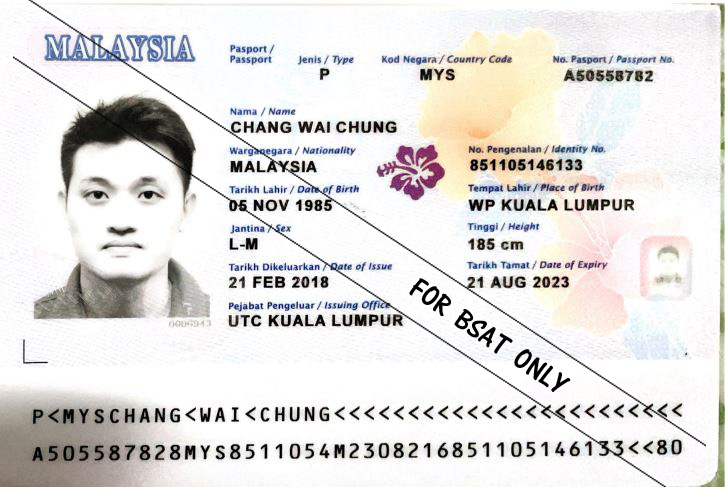 MALAYSIA
Pasport / Passport
Jenis / Type
Kod Negara / Country Code
No. Pasport / Passport No.
P
MYS
A50558782
Nama / Name
CHANG WAI CHUNG
Warganegara / Nationality
MALAYSIA
No. Pengenalan / Identity No.
851105146133
Tarikh Lahir / Date of Birth
05 NOV 1985
Tempat Lahir / Place of Birth
WP KUALA LUMPUR
Jantina / Sex
L-M
Tinggi / Height
185 cm
Tarikh Dikeluarkan / Date of Issue
21 FEB 2018
Tarikh Tamat / Date of Expiry
21 AUG 2023
Pejabat Pengeluar / Issuing Office
UTC KUALA LUMPUR
FOR BSAT ONLY
P<MYSCHANG<WAI<CHUNG<<<<<<<<<<<<<<<<<<<<<<<<
A505587828MYS8511054M2308216851105146133<<80